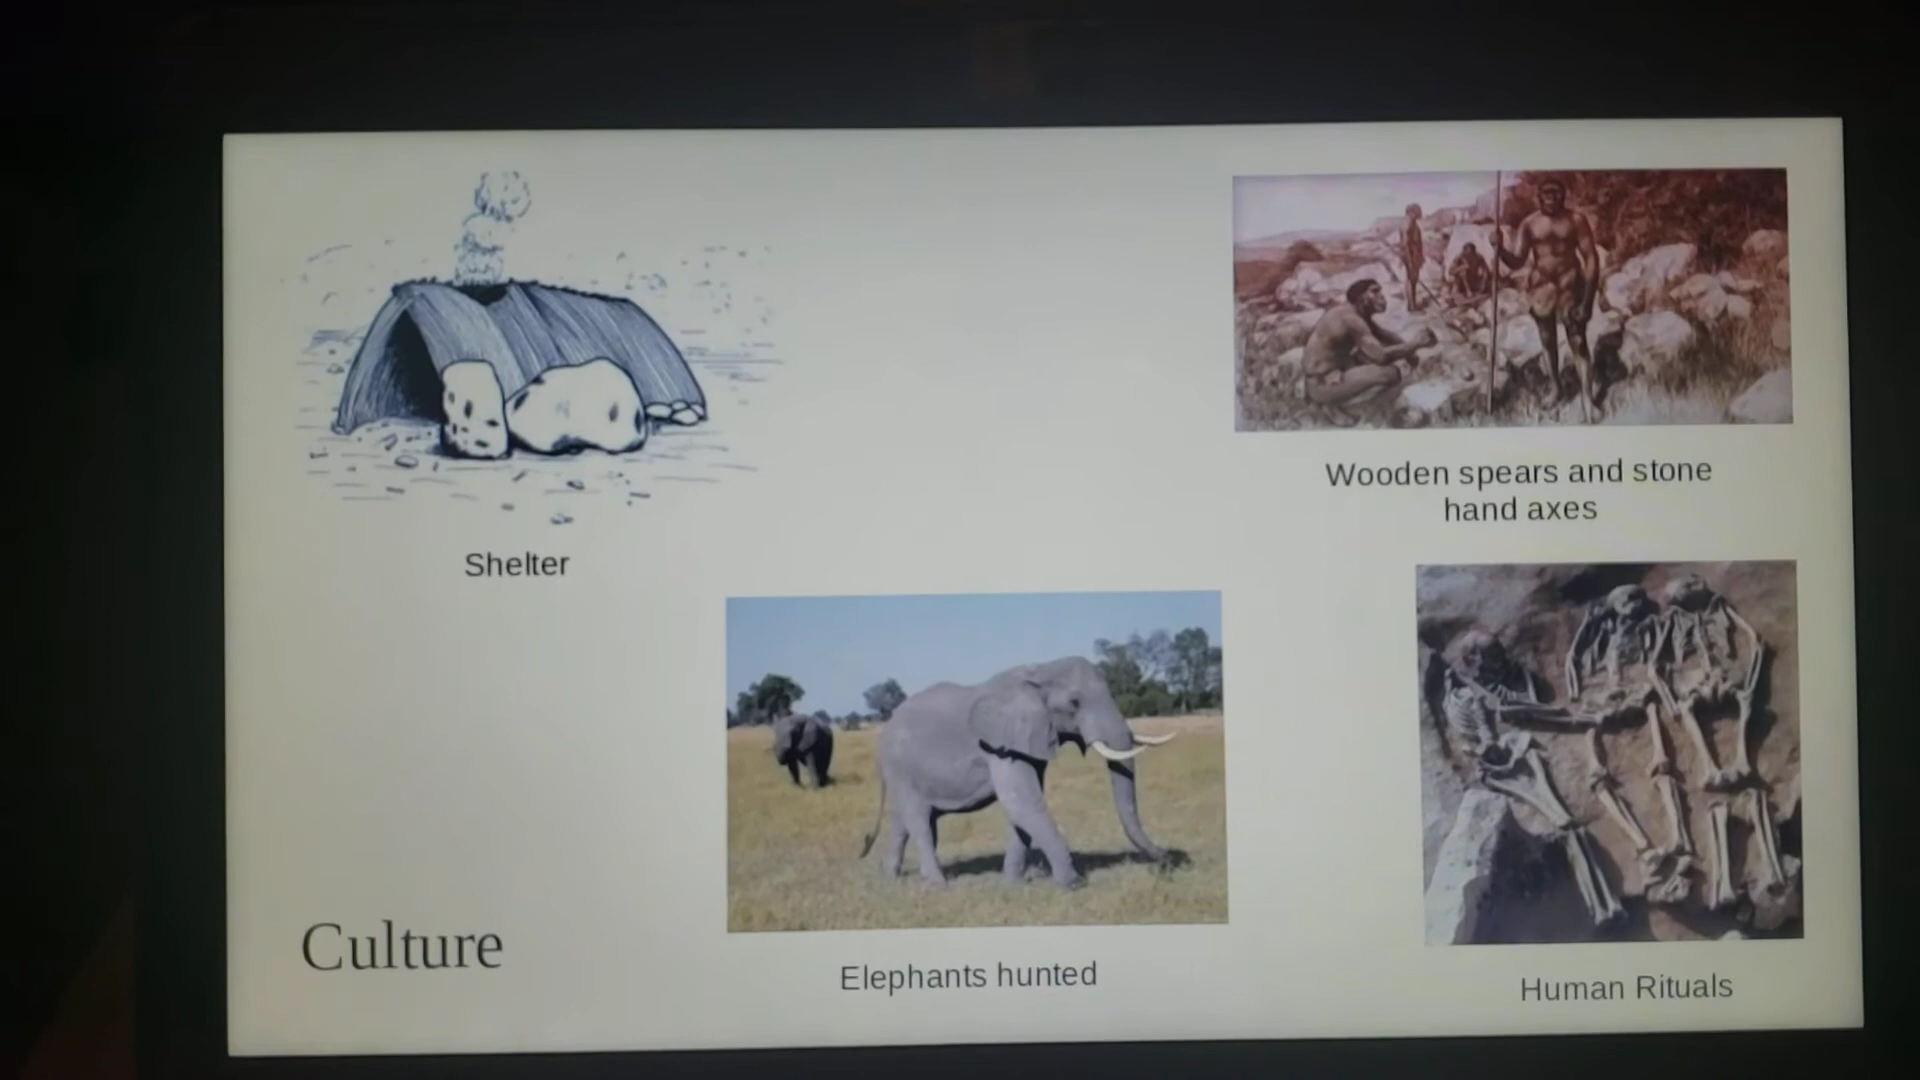 Shelter
Wooden spears and stone
hand axes
Culture
Elephants hunted
Human Rituals